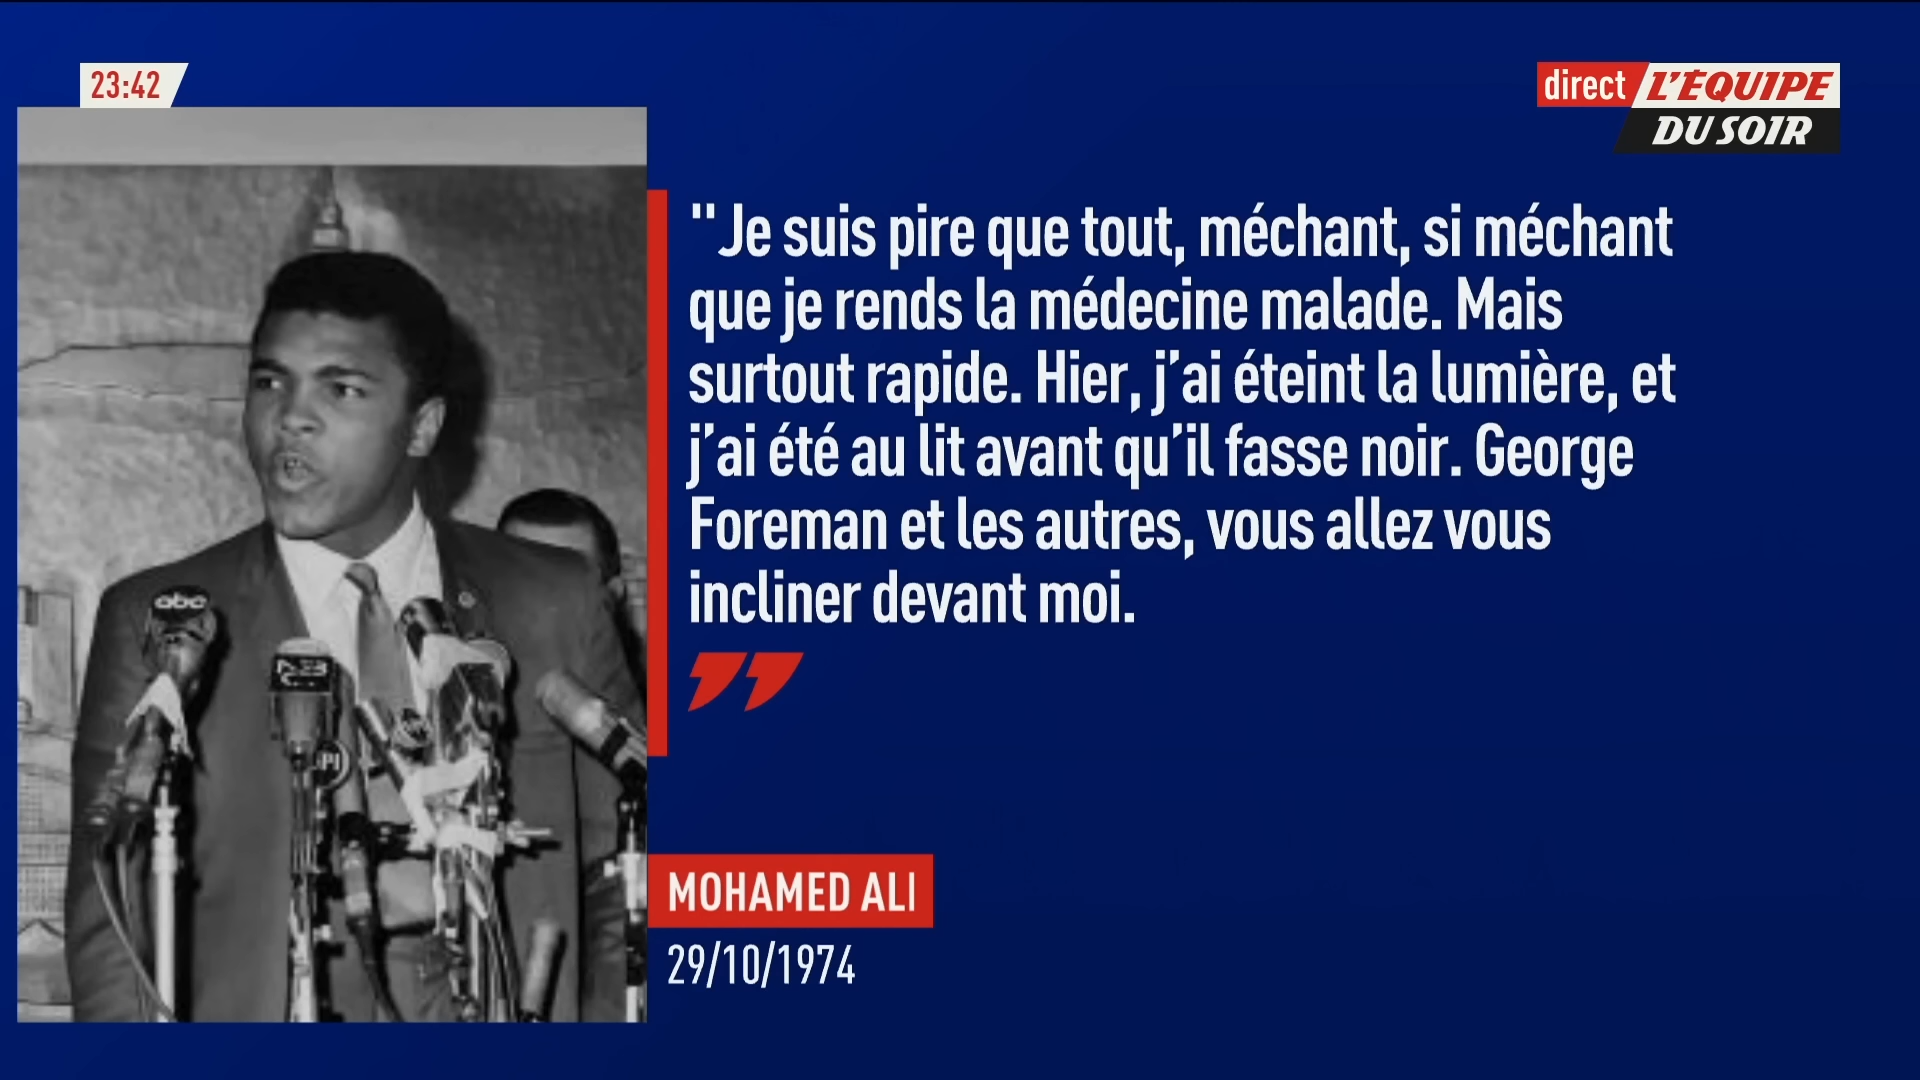 23:42
direct L'ÉQUIPE
DU SOIR
"Je suis pire que tout, méchant, si méchant
que je rends la médecine malade. Mais
surtout rapide. Hier, j'ai éteint la lumière, et
j'ai été au lit avant qu'il fasse noir. George
Foreman et les autres, vous allez vous
incliner devant moi.
”
abc
MOHAMED ALI
29/10/1974